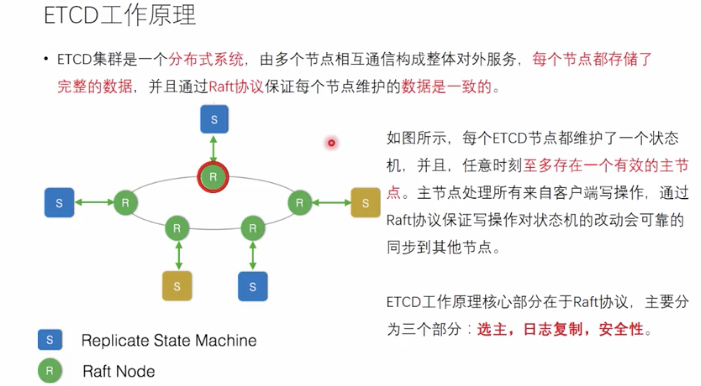 ETCD工作原理
• ETCD集群是一个分布式系统，由多个节点相互通信构成整体对外服务，每个节点都存储了
完整的数据，并且通过Raft协议保证每个节点维护的数据是一致的。
S
R
S
R
R
S
R
R
S
S
如图所示，每个ETCD节点都维护了一个状态
机，并且，任意时刻至多存在一个有效的主节
点。主节点处理所有来自客户端写操作，通过
Raft协议保证写操作对状态机的改动会可靠的
同步到其他节点。
ETCD工作原理核心部分在于Raft协议，主要分
为三个部分：选主，日志复制，安全性。
S Replicate State Machine
R Raft Node